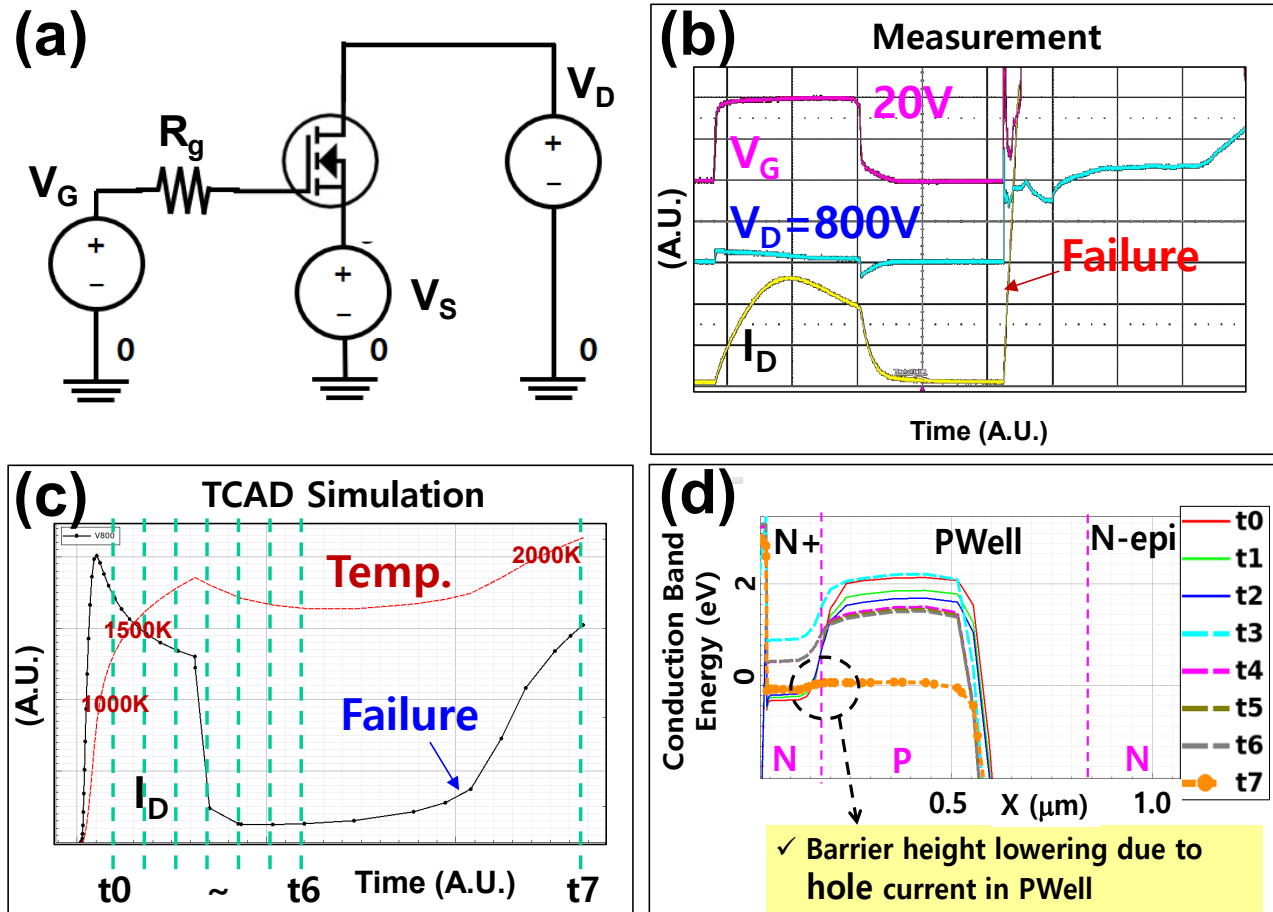 (a)
V_D
R_g
V_G
V_S
0
0
0
(b)
Measurement
20V
V_G
V_D=800V
Failure
I_D
(A.U.)
Time (A.U.)
(c)
TCAD Simulation
V800
2000K
Temp.
1500K
1000K
Failure
I_D
(A.U.)
t0 ~ t6 Time (A.U.) t7
(d)
N+ PWell N-epi
t0
t1
t2
t3
t4
t5
t6
t7
Conduction Band
Energy (eV)
2
0
N P N
0.5 X (μm) 1.0
✓ Barrier height lowering due to
hole current in PWell